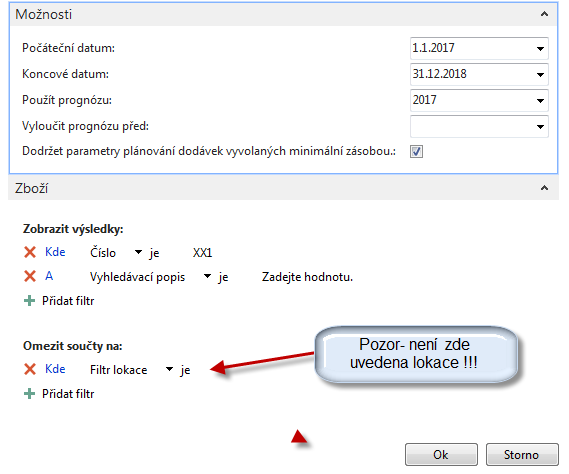 Možnosti
Počáteční datum: 1.1.2017
Koncové datum: 31.12.2018
Použít prognózu: 2017
Vyloučit prognózu před:
Dodržet parametry plánování dodávek vyvolaných minimální zásobou.:
Zboží
Zobrazit výsledky:
Kde Číslo je XX1
A Vyhledávací popis je Zadejte hodnotu.
Přidat filtr
Omezit součty na:
Kde Filtr lokace je
Přidat filtr
Pozor- není zde
uvedena lokace !!!
Ok Storno